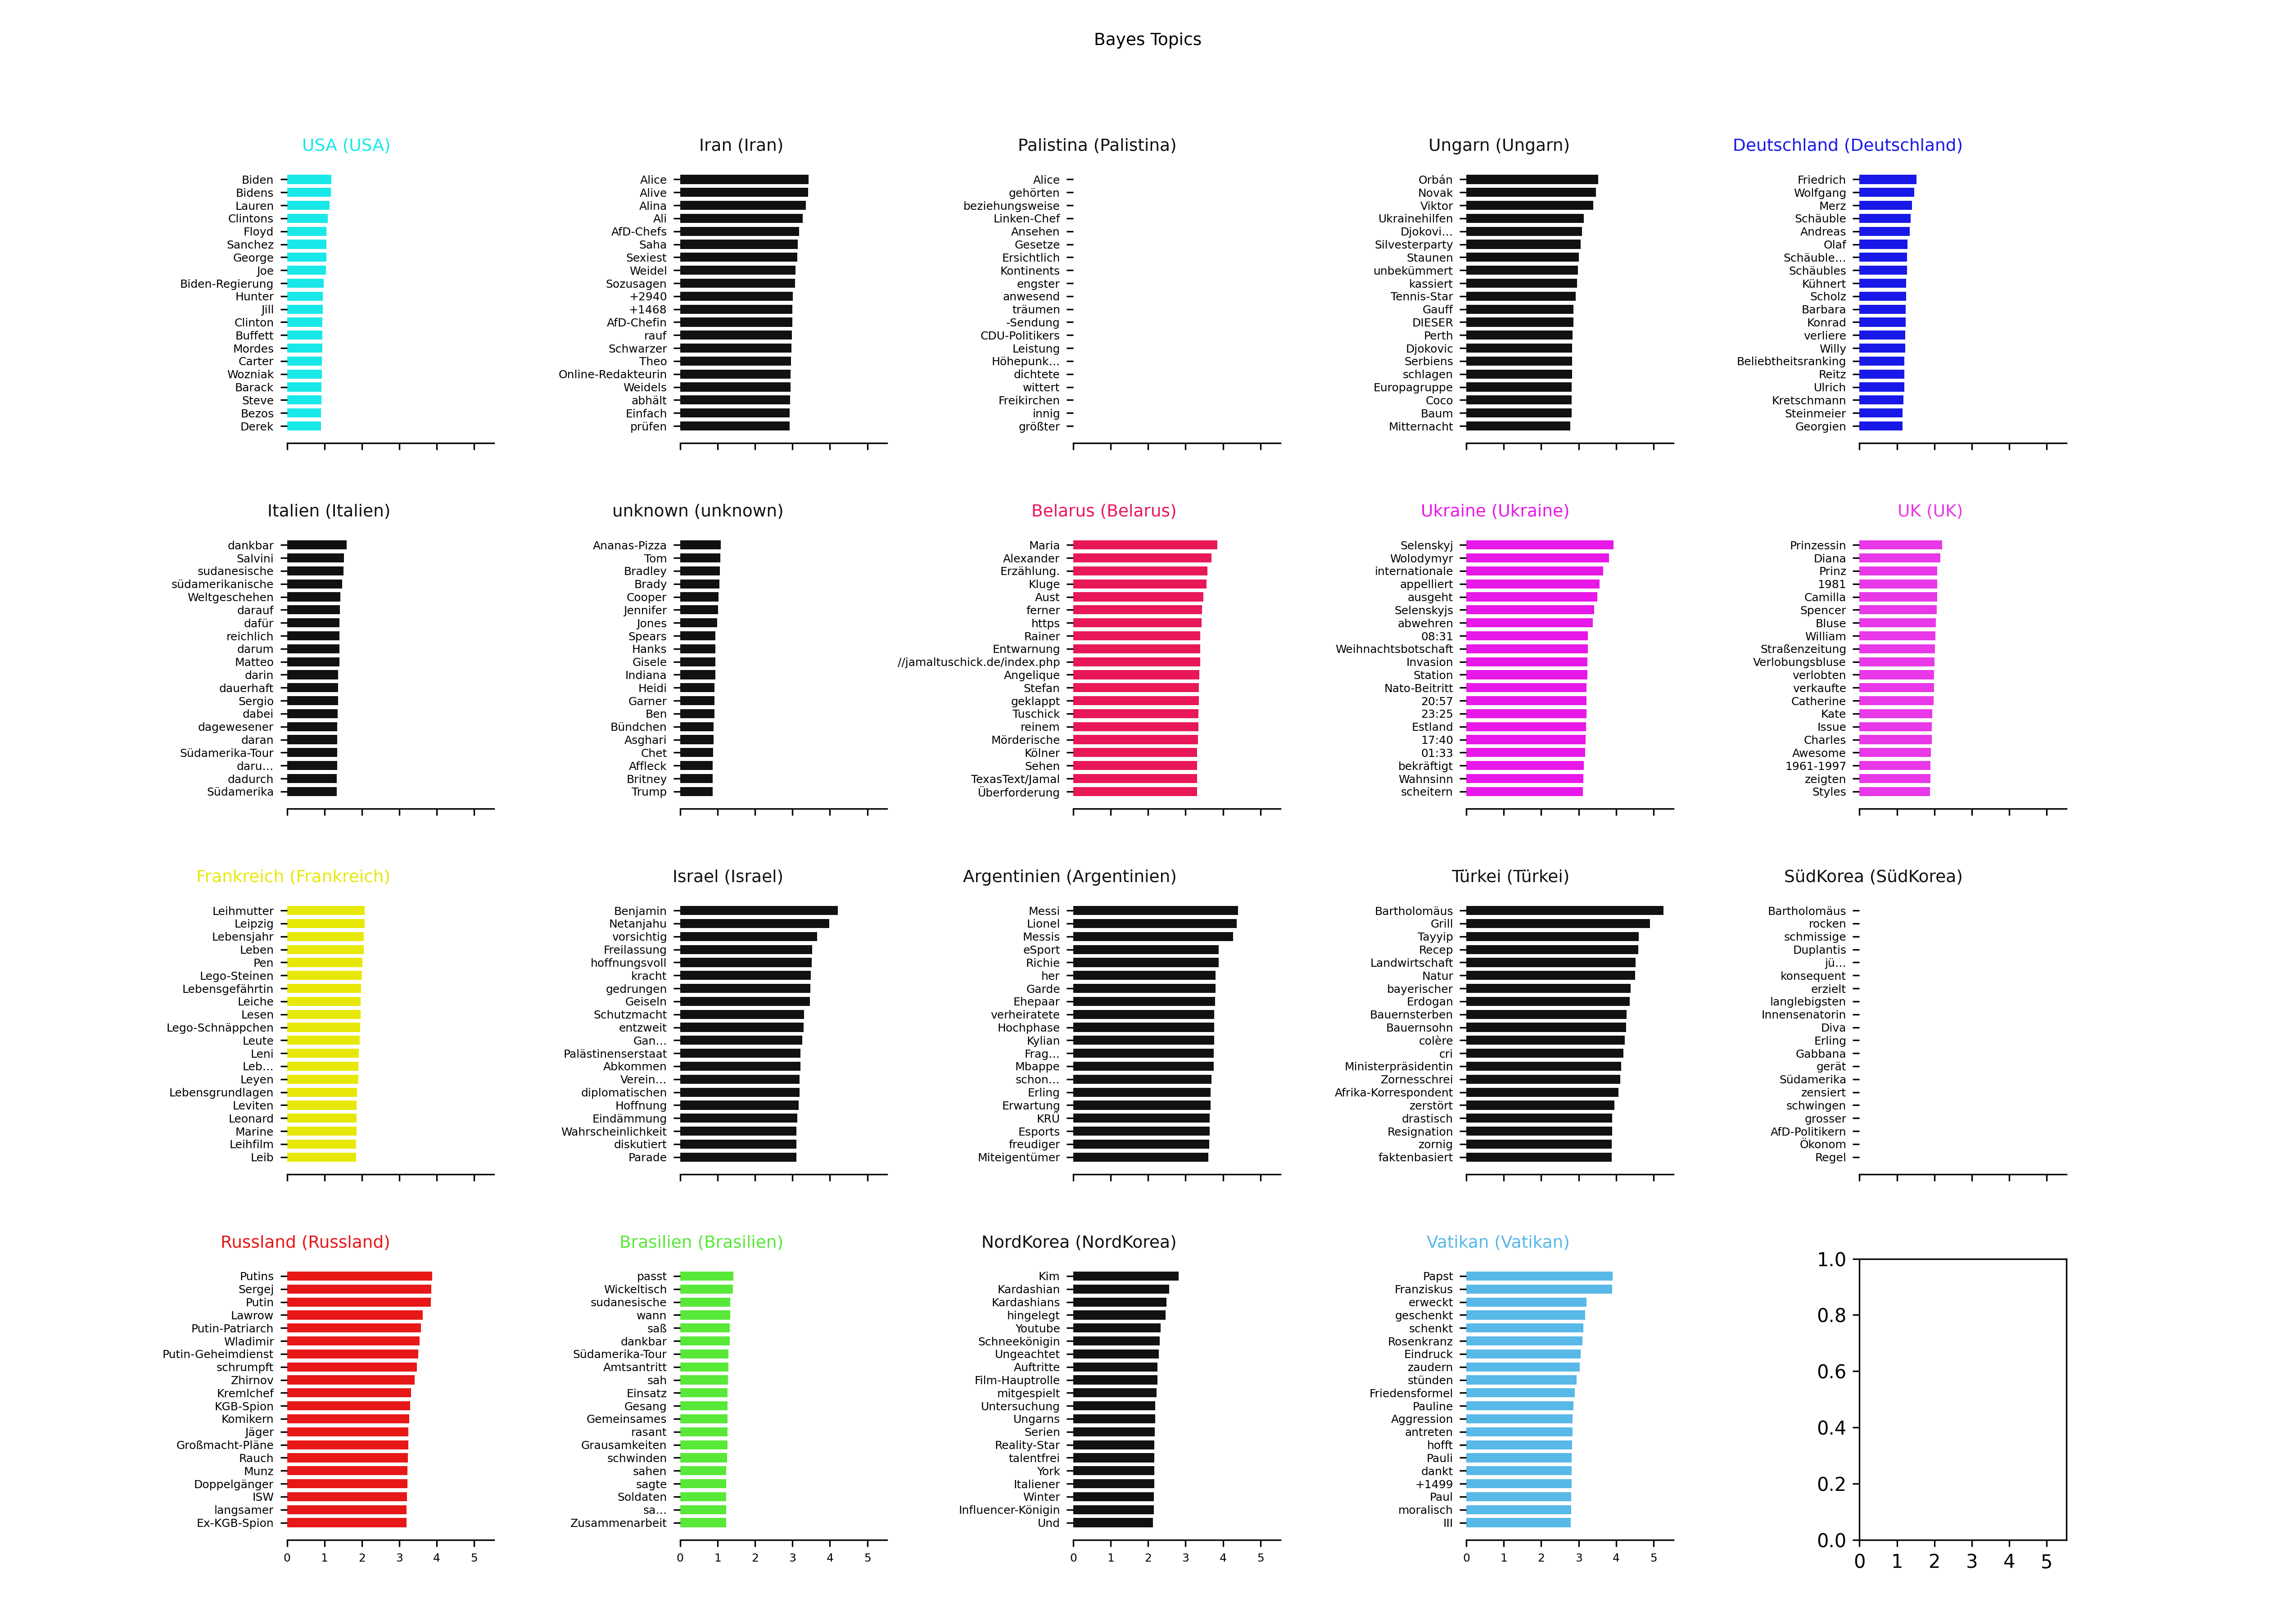 Bayes Topics
USA (USA)
Biden
Bidens
Lauren
Clintons
Floyd
Sanchez
George
Joe
Biden-Regierung
Hunter
Jill
Clinton
Buffett
Mordes
Carter
Wozniak
Barack
Steve
Bezos
Derek
Iran (Iran)
Alice
Alive
Alina
Ali
AfD-Chefs
Saha
Sexiest
Weidel
Sozusagen
+2940
+1468
AfD-Chefin
rauf
Schwarzer
Theo
Online-Redakteurin
Weidels
abhält
Einfach
prüfen
Palistina (Palistina)
Alice
gehörten
beziehungsweise
Linken-Chef
Ansehen
Gesetze
Ersichtlich
Kontinents
engster
anwesend
träumen
-Sendung
CDU-Politikers
Leistung
Höhepunk…
dichtete
wittert
Freikirchen
innig
größter
Ungarn (Ungarn)
Orbán
Novak
Viktor
Ukrainehilfen
Djokovi…
Silvesterparty
Staunen
unbekümmert
kassiert
Tennis-Star
Gauff
DIESER
Perth
Djokovic
Serbiens
schlagen
Europagruppe
Coco
Baum
Mitternacht
Deutschland (Deutschland)
Friedrich
Wolfgang
Merz
Schäuble
Andreas
Olaf
Schäuble…
Schäubles
Kühnert
Scholz
Barbara
Konrad
verliere
Willy
Beliebtheitsranking
Reitz
Ulrich
Kretschmann
Steinmeier
Georgien
Italien (Italien)
dankbar
Salvini
sudanesische
südamerikanische
Weltgeschehen
darauf
dafür
reichlich
darum
Matteo
darin
dauerhaft
Sergio
dabei
dagewesener
daran
Südamerika-Tour
daru…
dadurch
Südamerika
unknown (unknown)
Ananas-Pizza
Tom
Bradley
Brady
Cooper
Jennifer
Jones
Spears
Hanks
Gisele
Indiana
Heidi
Garner
Ben
Bündchen
Asghari
Chet
Affleck
Britney
Trump
Belarus (Belarus)
Maria
Alexander
Erzählung.
Kluge
Aust
ferner
https
Rainer
Entwarnung
//jamaltuschick.de/index.php
Angelique
Stefan
geklappt
Tuschick
reinem
Mörderische
Kölner
Sehen
TexasText/Jamal
Überforderung
Ukraine (Ukraine)
Selenskyj
Wolodymyr
internationale
appelliert
ausgeht
Selenskyjs
abwehren
08:31
Weihnachtsbotschaft
Invasion
Station
Nato-Beitritt
20:57
23:25
Estland
17:40
01:33
bekräftigt
Wahnsinn
scheitern
UK (UK)
Prinzessin
Diana
Prinz
1981
Camilla
Spencer
Bluse
William
Straßenzeitung
Verlobungsbluse
verlobten
verkaufte
Catherine
Kate
Issue
Charles
Awesome
1961-1997
zeigten
Styles
Frankreich (Frankreich)
Leihmutter
Leipzig
Lebensjahr
Leben
Pen
Lego-Steinen
Lebensgefährtin
Leiche
Lesen
Lego-Schnäppchen
Leute
Leni
Leb…
Leyen
Lebensgrundlagen
Leviten
Leonard
Marine
Leihfilm
Leib
Israel (Israel)
Benjamin
Netanjahu
vorsichtig
Freilassung
hoffnungsvoll
kracht
gedrungen
Geiseln
Schutzmacht
entzweit
Gan…
Palästinenserstaat
Abkommen
Verein…
diplomatischen
Hoffnung
Eindämmung
Wahrscheinlichkeit
diskutiert
Parade
Argentinien (Argentinien)
Messi
Lionel
Messis
eSport
Richie
her
Garde
Ehepaar
verheiratete
Hochphase
Kylian
Frag…
Mbappe
schon…
Erling
Erwartung
KRÜ
Esports
freudiger
Miteigentümer
Türkei (Türkei)
Bartholomäus
Grill
Tayyip
Recep
Landwirtschaft
Natur
bayerischer
Erdogan
Bauernsterben
Bauernsohn
colère
cri
Ministerpräsidentin
Zornesschrei
Afrika-Korrespondent
zerstört
drastisch
Resignation
zornig
faktenbasiert
SüdKorea (SüdKorea)
Bartholomäus
rocken
schmissige
Duplantis
jü…
konsequent
erzielt
langlebigsten
Innensenatorin
Diva
Erling
Gabbana
gerät
Südamerika
zensiert
schwingen
grosser
AfD-Politikern
Ökonom
Regel
Russland (Russland)
Putins
Sergej
Putin
Lawrow
Putin-Patriarch
Wladimir
Putin-Geheimdienst
schrumpft
Zhirnov
Kremlchef
KGB-Spion
Komikern
Jäger
Großmacht-Pläne
Rauch
Munz
Doppelgänger
ISW
langsamer
Ex-KGB-Spion
0 1 2 3 4 5
Brasilien (Brasilien)
passt
Wickeltisch
sudanesische
wann
saß
dankbar
Südamerika-Tour
Amtsantritt
sah
Einsatz
Gesang
Gemeinsames
rasant
Grausamkeiten
schwinden
sahen
sagte
Soldaten
sa…
Zusammenarbeit
0 1 2 3 4 5
NordKorea (NordKorea)
Kim
Kardashian
Kardashians
hingelegt
Youtube
Schneekönigin
Ungeachtet
Auftritte
Film-Hauptrolle
mitgespielt
Untersuchung
Ungarns
Serien
Reality-Star
talentfrei
York
Italiener
Winter
Influencer-Königin
Und
0 1 2 3 4 5
Vatikan (Vatikan)
Papst
Franziskus
erweckt
geschenkt
schenkt
Rosenkranz
Eindruck
zaudern
stünden
Friedensformel
Pauline
Aggression
antreten
hofft
Pauli
dankt
+1499
Paul
moralisch
III
0 1 2 3 4 5
1.0
0.8
0.6
0.4
0.2
0.0
0 1 2 3 4 5